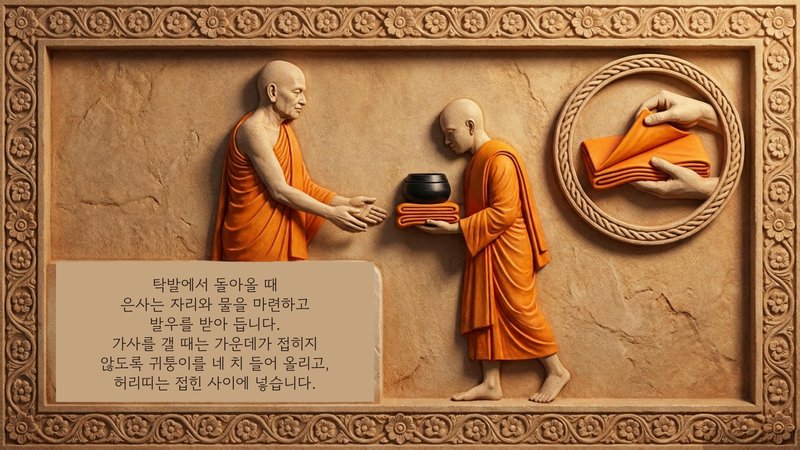 탁발에서 돌아올 때
은사는 자리와 물을 마련하고
발우를 받아 듭니다.
가사를 갤 때는 가운데가 접히지
않도록 귀퉁이를 네 치 들어 올리고,
허리띠는 접힌 사이에 넣습니다.